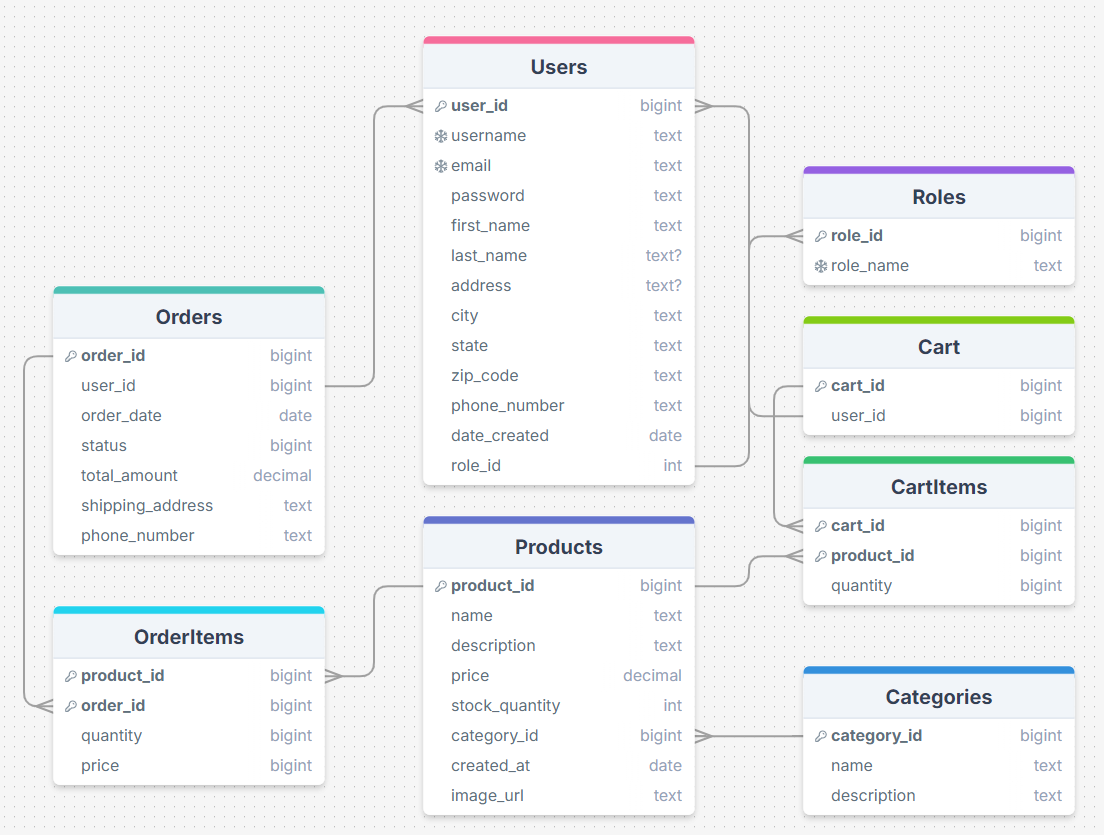 Users
user_id bigint
username text
email text
password text
first_name text
last_name text?
address text?
city text
state text
zip_code text
phone_number text
date_created date
role_id int
Roles
role_id bigint
role_name text
Orders
order_id bigint
user_id bigint
order_date date
status bigint
total_amount decimal
shipping_address text
phone_number text
Cart
cart_id bigint
user_id bigint
CartItems
cart_id bigint
product_id bigint
quantity bigint
Products
product_id bigint
name text
description text
price decimal
stock_quantity int
category_id bigint
created_at date
image_url text
OrderItems
product_id bigint
order_id bigint
quantity bigint
price bigint
Categories
category_id bigint
name text
description text